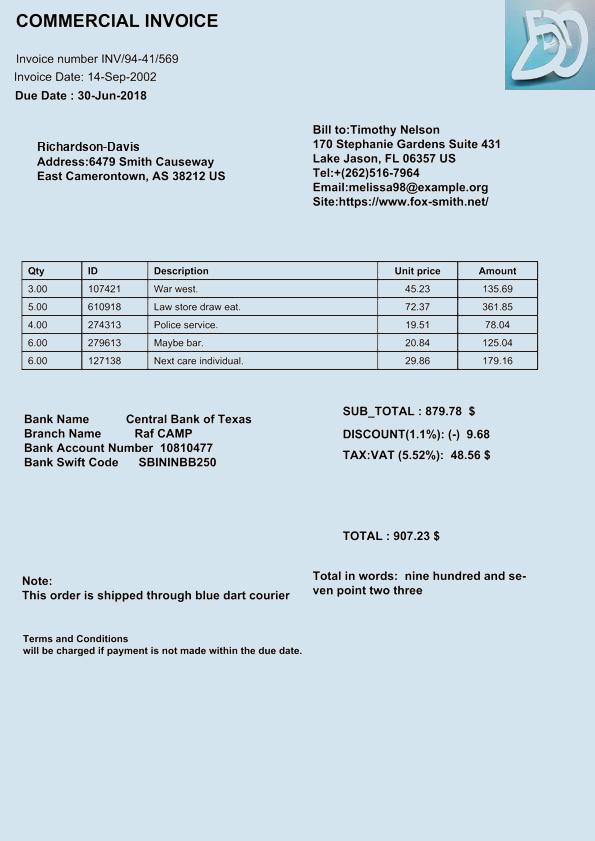 COMMERCIAL INVOICE
Invoice number INV/94-41/569
Invoice Date: 14-Sep-2002
Due Date : 30-Jun-2018
Richardson-Davis
Address:6479 Smith Causeway
East Camerontown, AS 38212 US
Bill to:Timothy Nelson
170 Stephanie Gardens Suite 431
Lake Jason, FL 06357 US
Tel:+(262)516-7964
Email:melissa98@example.org
Site:https://www.fox-smith.net/
Qty ID Description Unit price Amount
3.00 107421 War west. 45.23 135.69
5.00 610918 Law store draw eat. 72.37 361.85
4.00 274313 Police service. 19.51 78.04
6.00 279613 Maybe bar. 20.84 125.04
6.00 127138 Next care individual. 29.86 179.16
Bank Name Central Bank of Texas
Branch Name Raf CAMP
Bank Account Number 10810477
Bank Swift Code SBININBB250
SUB_TOTAL : 879.78 $
DISCOUNT(1.1%): (-) 9.68
TAX:VAT (5.52%): 48.56 $
TOTAL : 907.23 $
Total in words: nine hundred and se-
ven point two three
Note:
This order is shipped through blue dart courier
Terms and Conditions
will be charged if payment is not made within the due date.